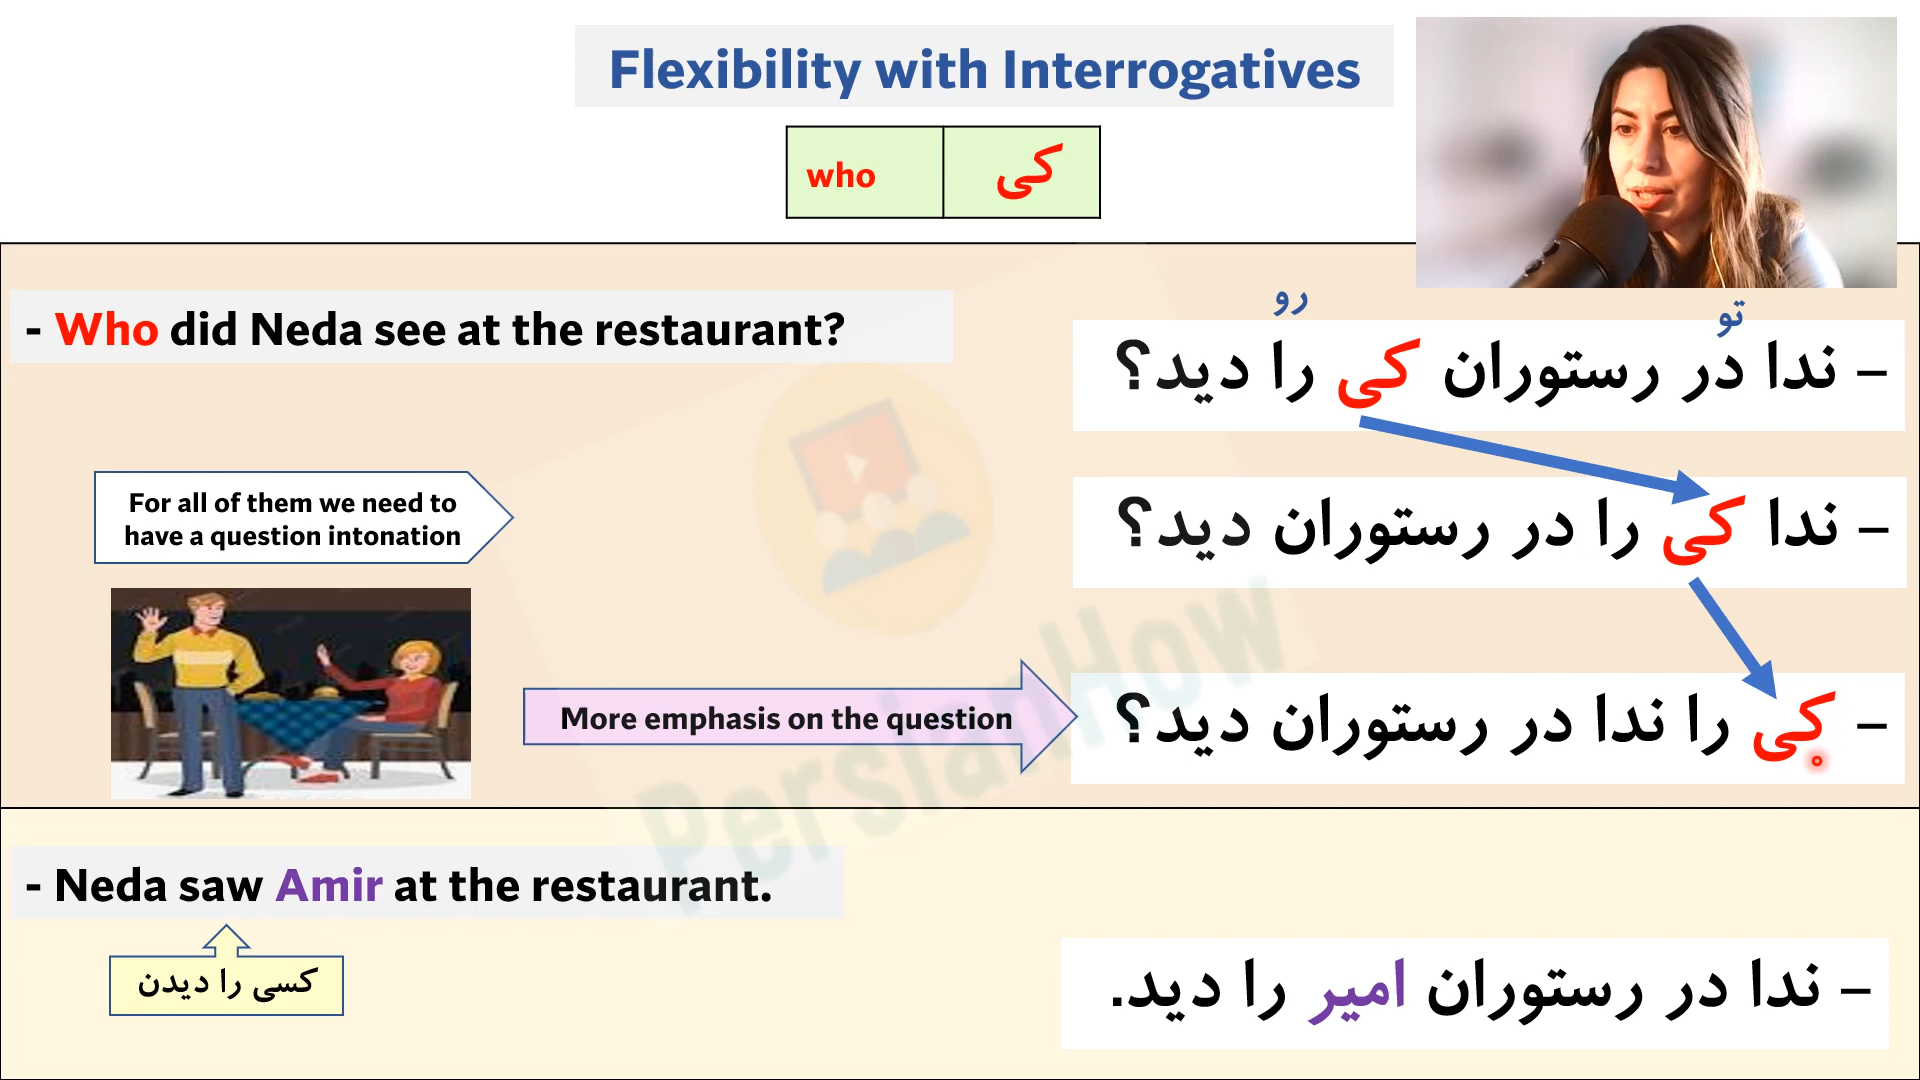 Flexibility with Interrogatives
who
کی
- Who did Neda see at the restaurant?
رو
تو
– ندا در رستوران کی را دید؟
For all of them we need to
have a question intonation
– ندا کی را در رستوران دید؟
More emphasis on the question
– کی را ندا در رستوران دید؟
PersianHow
- Neda saw Amir at the restaurant.
کسی را دیدن
– ندا در رستوران امیر را دید.